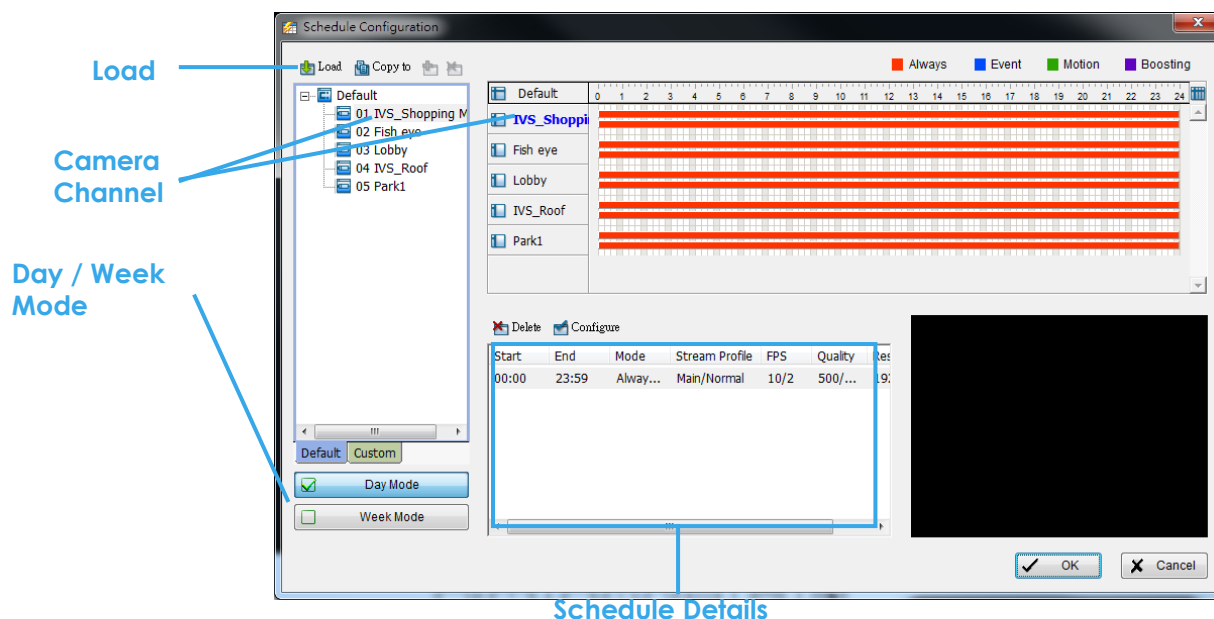 Schedule Configuration
Load
Load
Copy to
Always
Event
Motion
Boosting
Default
01 IVS_Shopping M
02 Fish eye
03 Lobby
04 IVS_Roof
05 Park1
Camera
Channel
Default
0 1 2 3 4 5 6 7 8 9 10 11 12 13 14 15 16 17 18 19 20 21 22 23 24
IVS_Shoppi
Fish eye
Lobby
IVS_Roof
Park1
Day / Week
Mode
Delete
Configure
Start End Mode Stream Profile FPS Quality Res
00:00 23:59 Alway... Main/Normal 10/2 500/... 192
Default
Custom
Day Mode
Week Mode
OK
Cancel
Schedule Details